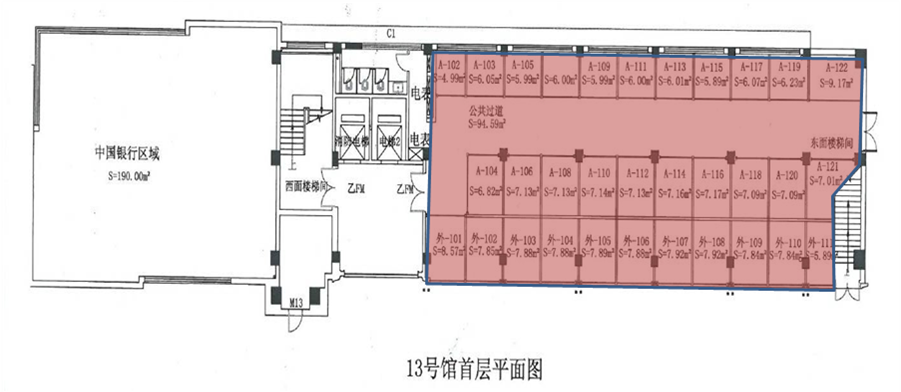 C1
A-102
S=4.99m²
A-103
S=6.05m²
A-105
S=5.99m²
S=6.00m²
A-109
S=5.99m²
A-111
S=6.00m²
A-113
S=6.01m²
A-115
S=5.89m²
A-117
S=6.07m²
A-119
S=6.23m²
A-122
S=9.17m²
电表
公共过道
S=94.59m²
中国银行区域
S=190.00m²
消防电梯
电梯2
电表
东面楼梯间
西面楼梯间
乙FM
乙FM
A-104
S=6.82m²
A-106
S=7.13m²
A-108
S=7.13m²
A-110
S=7.14m²
A-112
S=7.13m²
A-114
S=7.16m²
A-116
S=7.17m²
A-118
S=7.09m²
A-120
S=7.09m²
A-121
S=7.01m²
外-101
S=8.57m²
外-102
S=7.85m²
外-103
S=7.88m²
外-104
S=7.88m²
外-105
S=7.89m²
外-106
S=7.88m²
外-107
S=7.92m²
外-108
S=7.92m²
外-109
S=7.84m²
外-110
S=7.84m²
外-111
S=5.89m²
M13
13号馆首层平面图